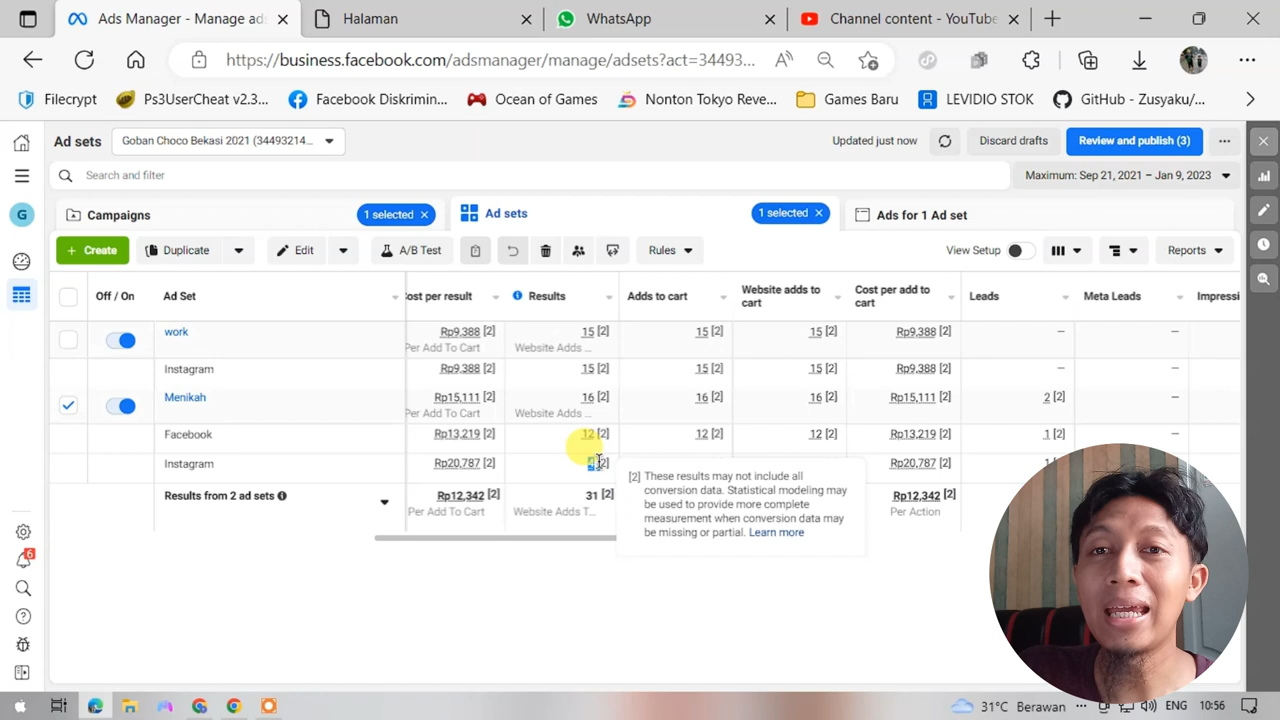 Ads Manager - Manage ads
Halaman
WhatsApp
Channel content - YouTube
https://business.facebook.com/adsmanager/manage/adsets?act=34493...
Filecrypt
Ps3UserCheat v2.3...
Facebook Diskrimin...
Ocean of Games
Nonton Tokyo Reve...
Games Baru
LEVIDIO STOK
GitHub - Zusyaku/...
Ad sets
Goban Choco Bekasi 2021 (34493214...
Updated just now
Discard drafts
Review and publish (3)
Search and filter
Maximum: Sep 21, 2021 – Jan 9, 2023
Campaigns
1 selected
Ad sets
1 selected
Ads for 1 Ad set
G
+ Create
Duplicate
Edit
A/B Test
Rules
View Setup
Reports
Off / On
Ad Set
Cost per result
Results
Adds to cart
Website adds to cart
Cost per add to cart
Leads
Meta Leads
Impressi
work
Rp9,388 [2]
Per Add To Cart
15 [2]
Website Adds ...
15 [2]
15 [2]
Rp9,388 [2]
—
—
Instagram
Rp9,388 [2]
15 [2]
15 [2]
15 [2]
Rp9,388 [2]
—
—
Menikah
Rp15,111 [2]
Per Add To Cart
16 [2]
Website Adds ...
16 [2]
16 [2]
Rp15,111 [2]
2 [2]
—
Facebook
Rp13,219 [2]
12 [2]
12 [2]
12 [2]
Rp13,219 [2]
1 [2]
—
Instagram
Rp20,787 [2]
[2]
Rp20,787 [2]
Results from 2 ad sets
Rp12,342 [2]
Per Add To Cart
31 [2]
Website Adds T...
Rp12,342 [2]
Per Action
[2] These results may not include all
conversion data. Statistical modeling may
be used to provide more complete
measurement when conversion data may
be missing or partial. Learn more
6
31°C Berawan
ENG
10:56